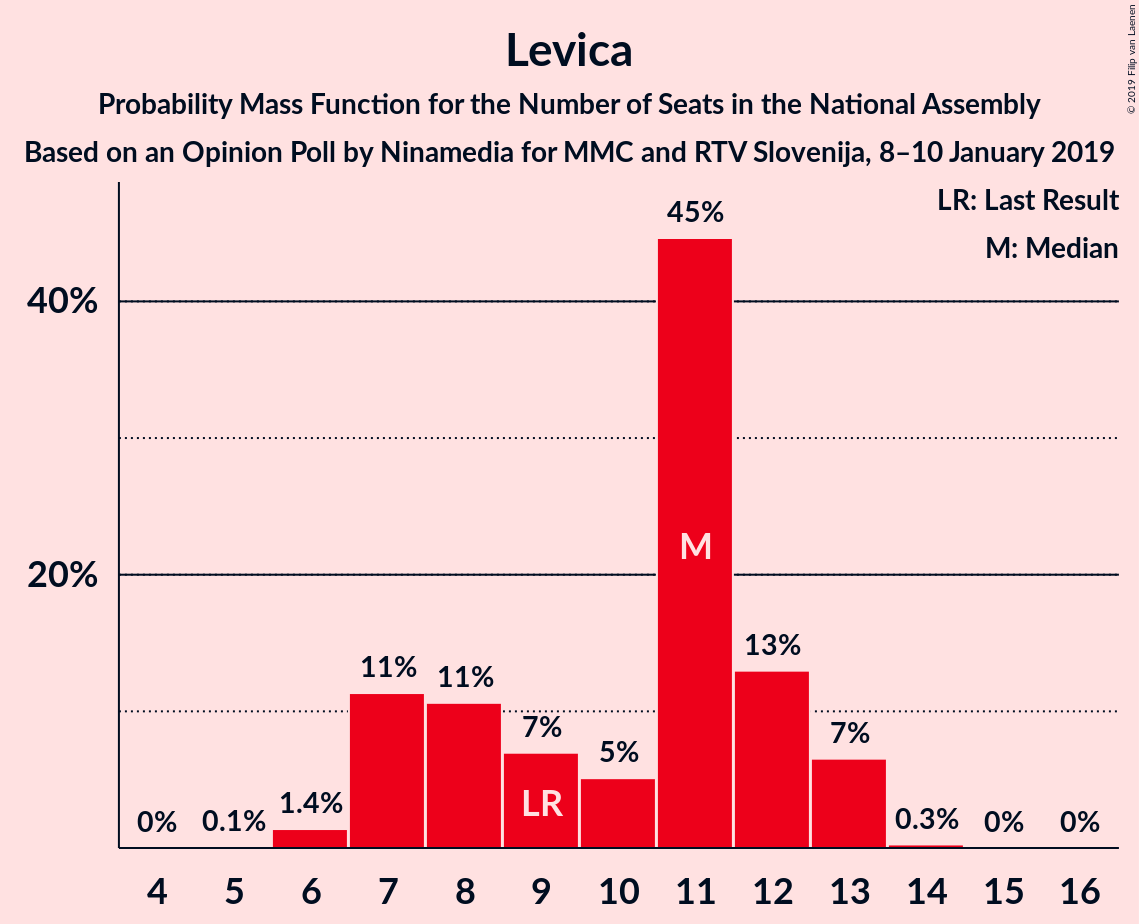 Levica
Probability Mass Function for the Number of Seats in the National Assembly
Based on an Opinion Poll by Ninamedia for MMC and RTV Slovenija, 8–10 January 2019
© 2019 Filip van Laenen
LR: Last Result
M: Median
40%
20%
0%
0.1%
1.4%
11%
11%
7%
5%
45%
13%
7%
0.3%
0%
0%
LR
M
4 5 6 7 8 9 10 11 12 13 14 15 16